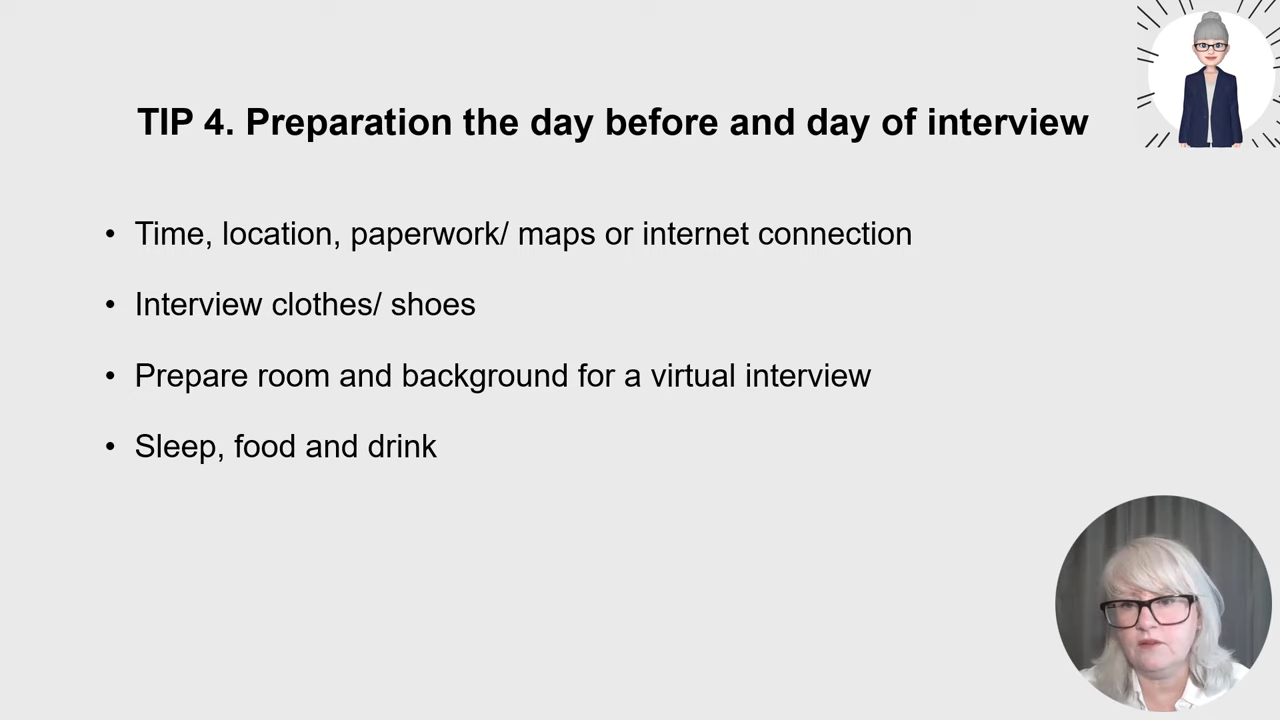 TIP 4. Preparation the day before and day of interview
• Time, location, paperwork/ maps or internet connection
• Interview clothes/ shoes
• Prepare room and background for a virtual interview
• Sleep, food and drink